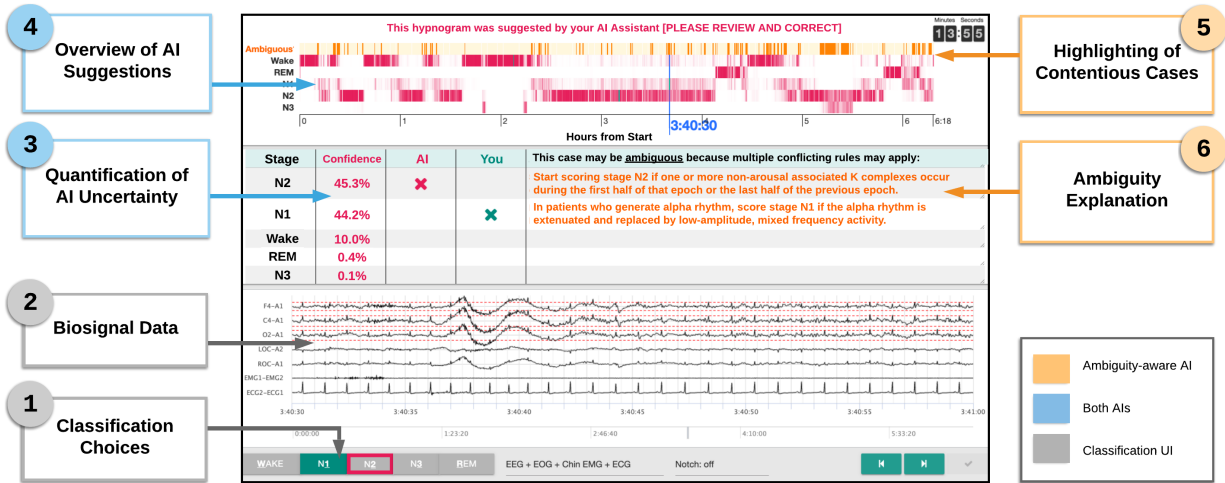 4
Overview of AI
Suggestions
3
Quantification of
AI Uncertainty
2
Biosignal Data
1
Classification
Choices
This hypnogram was suggested by your AI Assistant [PLEASE REVIEW AND CORRECT]
Minutes Seconds
13:55
Ambiguous
Wake
REM
N2
N3
0 1 2 3 4 5 6 6:18
3:40:30
Hours from Start
Stage Confidence AI You This case may be ambiguous because multiple conflicting rules may apply:
N2 45.3% ✖ Start scoring stage N2 if one or more non-arousal associated K complexes occur
during the first half of that epoch or the last half of the previous epoch.
N1 44.2% ✖ In patients who generate alpha rhythm, score stage N1 if the alpha rhythm is
extenuated and replaced by low-amplitude, mixed frequency activity.
Wake 10.0%
REM 0.4%
N3 0.1%
F4-A1
C4-A1
O2-A1
LOC-A2
ROC-A1
EMG1-EMG2
ECG2-ECG1
3:40:30 3:40:35 3:40:40 3:40:45 3:40:50 3:40:55 3:41:00
0:00:00 1:23:20 2:46:40 4:10:00 5:33:20
WAKE N1 N2 N3 REM EEG + EOG + Chin EMG + ECG Notch: off
5
Highlighting of
Contentious Cases
6
Ambiguity
Explanation
Ambiguity-aware AI
Both AIs
Classification UI